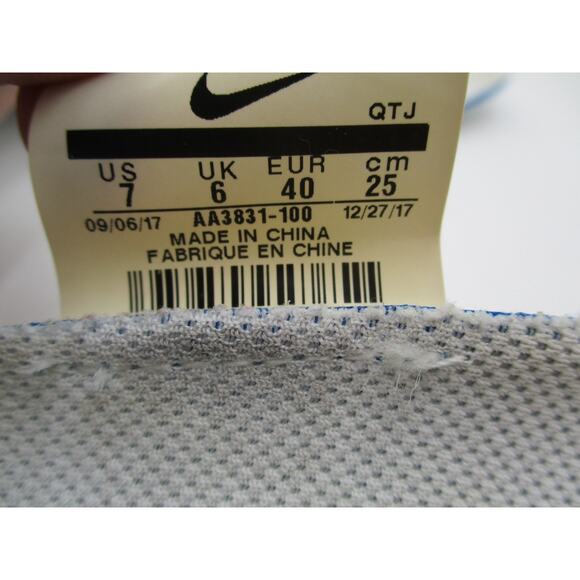 QTJ
US UK EUR cm
7 6 40 25
09/06/17 AA3831-100 12/27/17
MADE IN CHINA
FABRIQUE EN CHINE